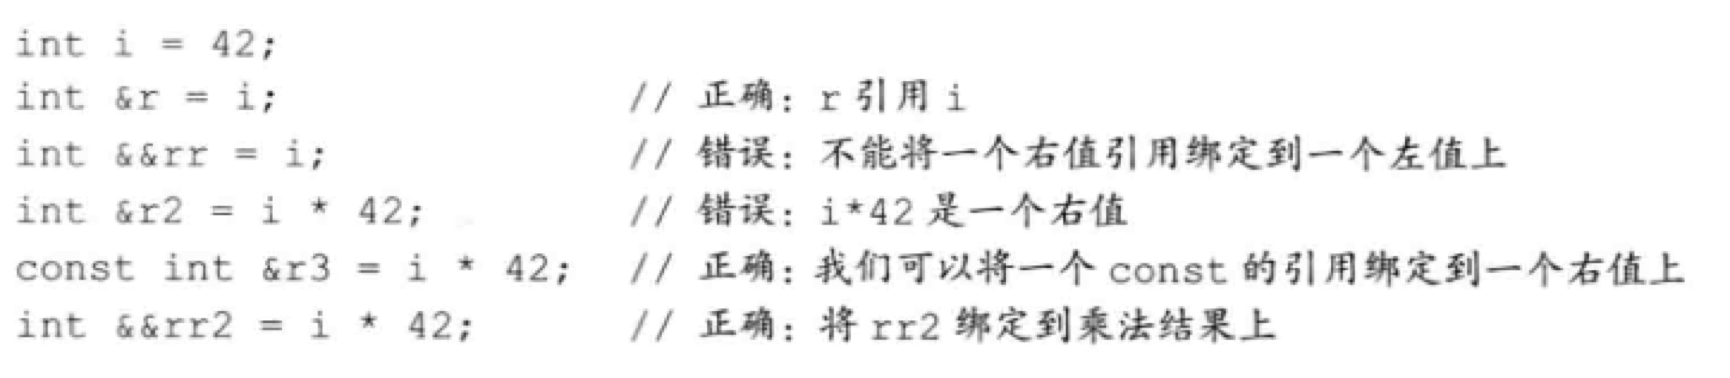 int i = 42;
int &r = i; // 正确：r 引用 i
int &&rr = i; // 错误：不能将一个右值引用绑定到一个左值上
int &r2 = i * 42; // 错误：i*42 是一个右值
const int &r3 = i * 42; // 正确：我们可以将一个 const 的引用绑定到一个右值上
int &&rr2 = i * 42; // 正确：将 rr2 绑定到乘法结果上